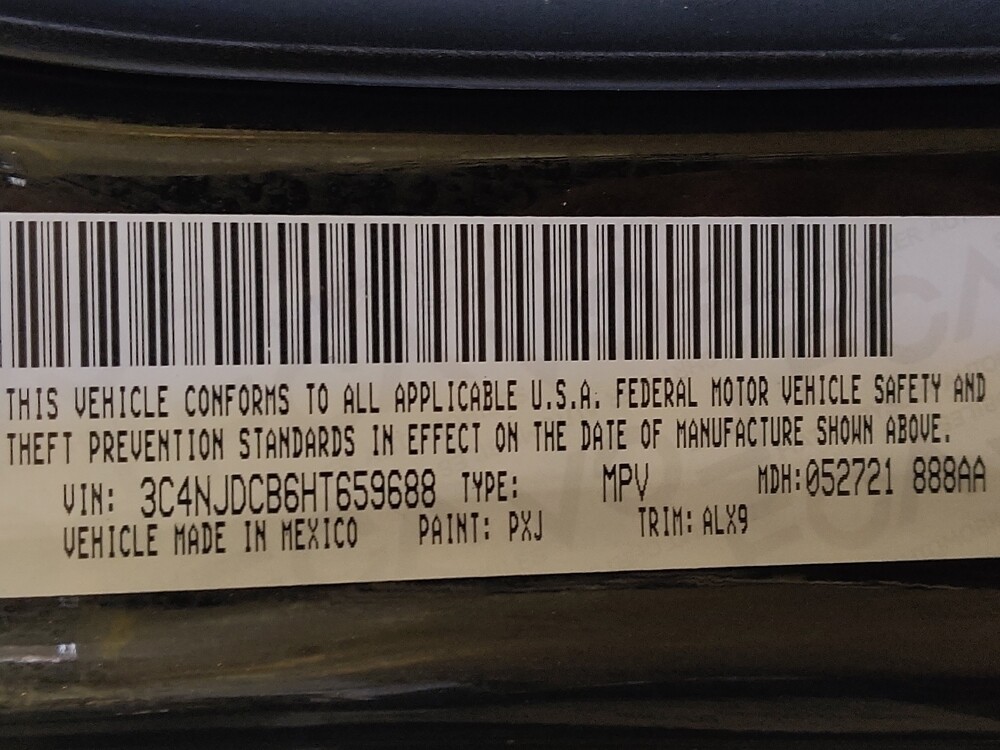 THIS VEHICLE CONFORMS TO ALL APPLICABLE U.S.A. FEDERAL MOTOR VEHICLE SAFETY AND
THEFT PREVENTION STANDARDS IN EFFECT ON THE DATE OF MANUFACTURE SHOWN ABOVE.
VIN: 3C4NJDCB6HT659688 TYPE: MPV MDH:052721 888AA
VEHICLE MADE IN MEXICO PAINT: PXJ TRIM: ALX9